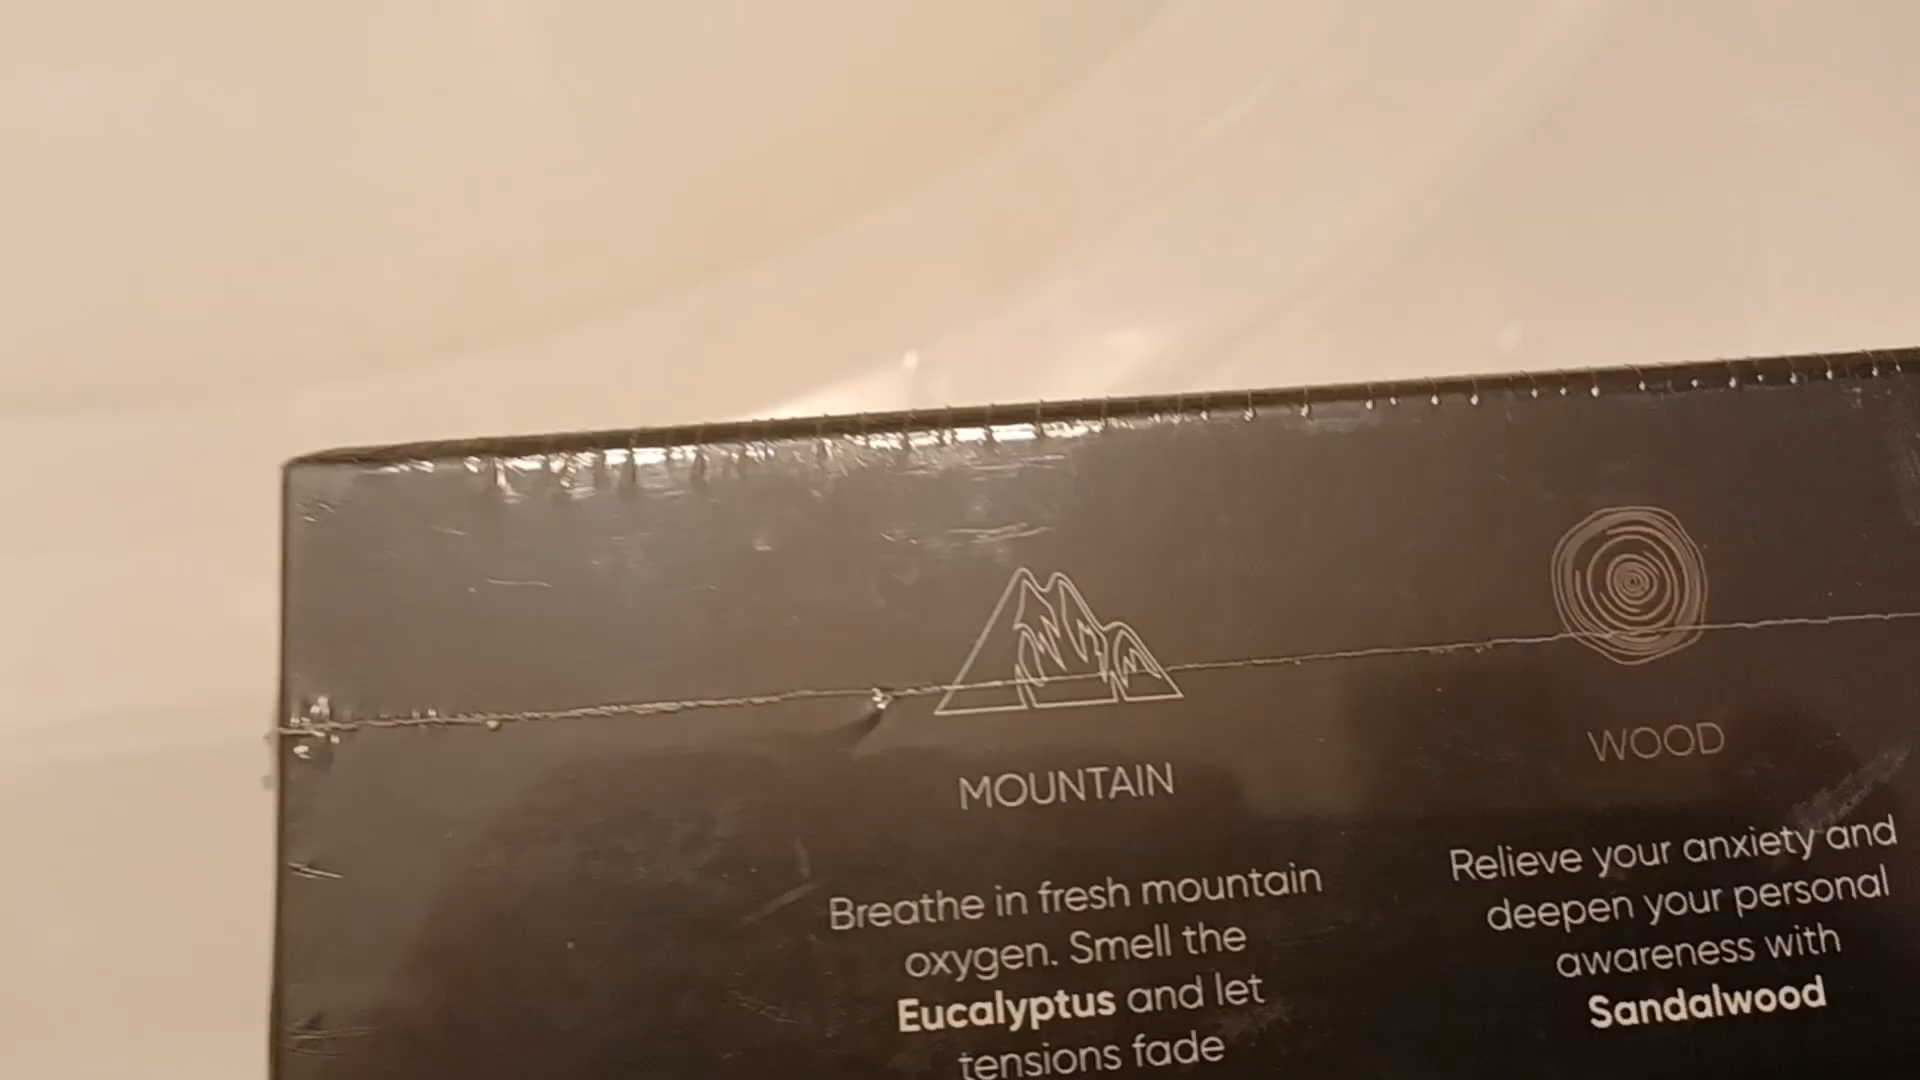 MOUNTAIN
Breathe in fresh mountain
oxygen. Smell the
Eucalyptus and let
tensions fade
WOOD
Relieve your anxiety and
deepen your personal
awareness with
Sandalwood